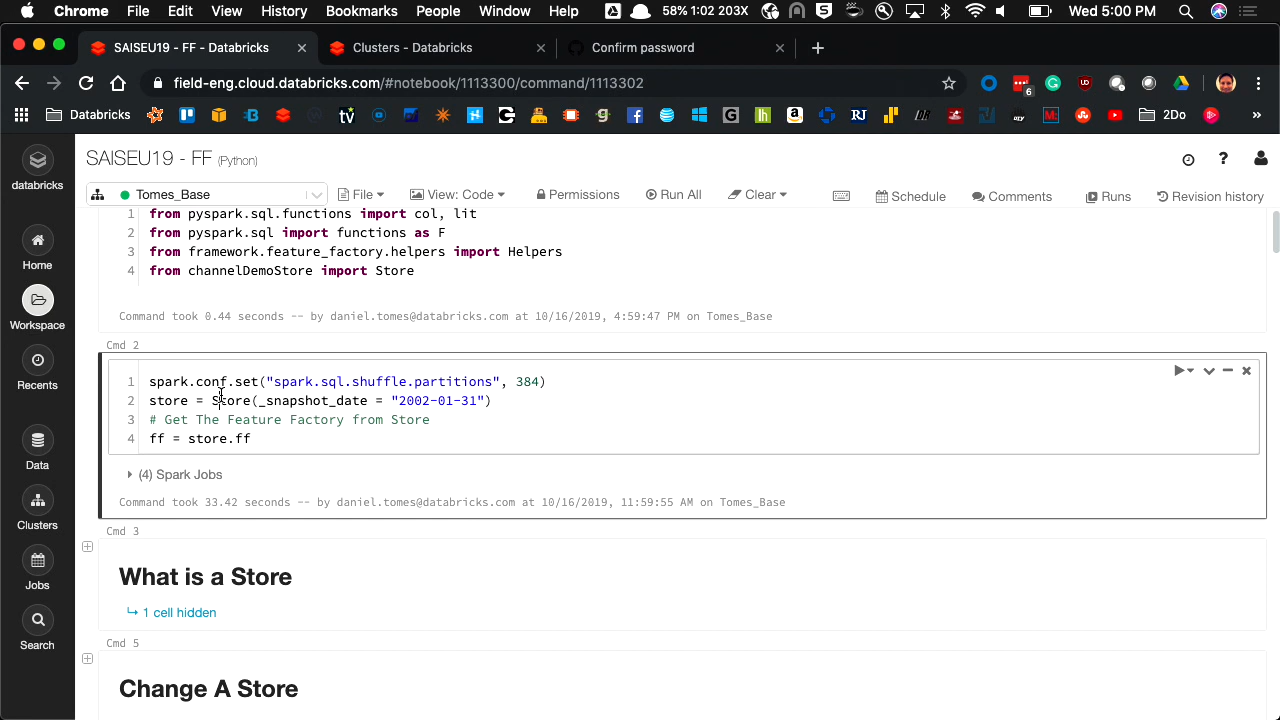 Chrome File Edit View History Bookmarks People Window Help 58% 1:02 203X Wed 5:00 PM
SAISEU19 - FF - Databricks Clusters - Databricks Confirm password
field-eng.cloud.databricks.com/#notebook/1113300/command/1113302 6
Databricks 2Do »
SAISEU19 - FF (Python)
databricks
Tomes_Base File View: Code Permissions Run All Clear Schedule Comments Runs Revision history
1 from pyspark.sql.functions import col, lit
2 from pyspark.sql import functions as F
3 from framework.feature_factory.helpers import Helpers
4 from channelDemoStore import Store
Command took 0.44 seconds -- by daniel.tomes@databricks.com at 10/16/2019, 4:59:47 PM on Tomes_Base
Cmd 2
1 spark.conf.set("spark.sql.shuffle.partitions", 384)
2 store = Store(_snapshot_date = "2002-01-31")
3 # Get The Feature Factory from Store
4 ff = store.ff
(4) Spark Jobs
Command took 33.42 seconds -- by daniel.tomes@databricks.com at 10/16/2019, 11:59:55 AM on Tomes_Base
Cmd 3
What is a Store
1 cell hidden
Cmd 5
Change A Store
Home
Workspace
Recents
Data
Clusters
Jobs
Search